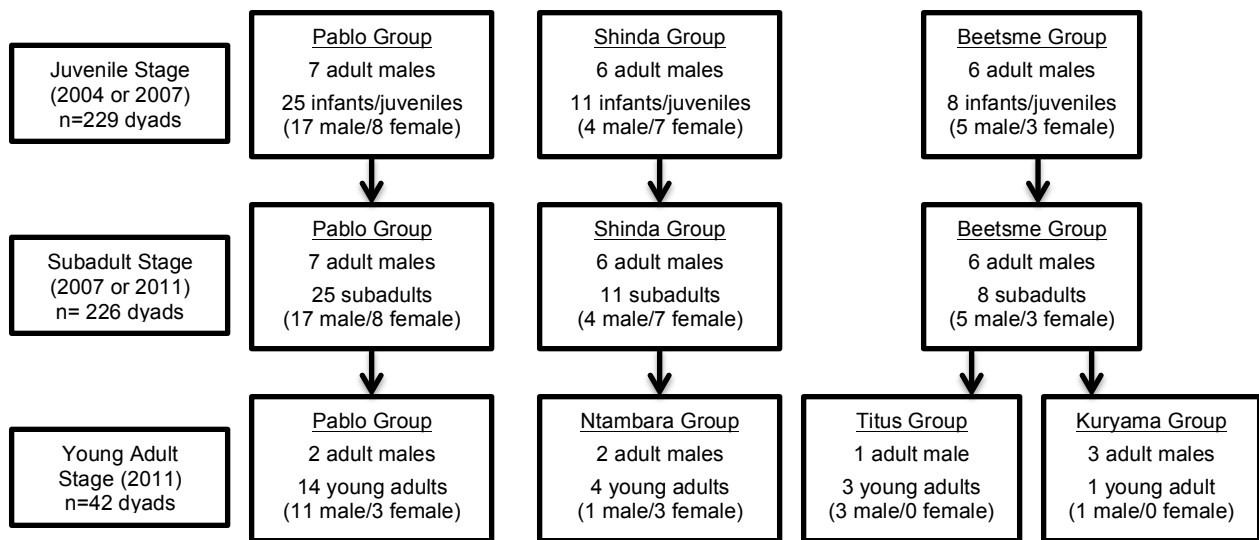 Juvenile Stage
(2004 or 2007)
n=229 dyads
Pablo Group
7 adult males
25 infants/juveniles
(17 male/8 female)
Shinda Group
6 adult males
11 infants/juveniles
(4 male/7 female)
Beetsme Group
6 adult males
8 infants/juveniles
(5 male/3 female)
Subadult Stage
(2007 or 2011)
n= 226 dyads
Pablo Group
7 adult males
25 subadults
(17 male/8 female)
Shinda Group
6 adult males
11 subadults
(4 male/7 female)
Beetsme Group
6 adult males
8 subadults
(5 male/3 female)
Young Adult
Stage (2011)
n=42 dyads
Pablo Group
2 adult males
14 young adults
(11 male/3 female)
Ntambara Group
2 adult males
4 young adults
(1 male/3 female)
Titus Group
1 adult male
3 young adults
(3 male/0 female)
Kuryama Group
3 adult males
1 young adult
(1 male/0 female)